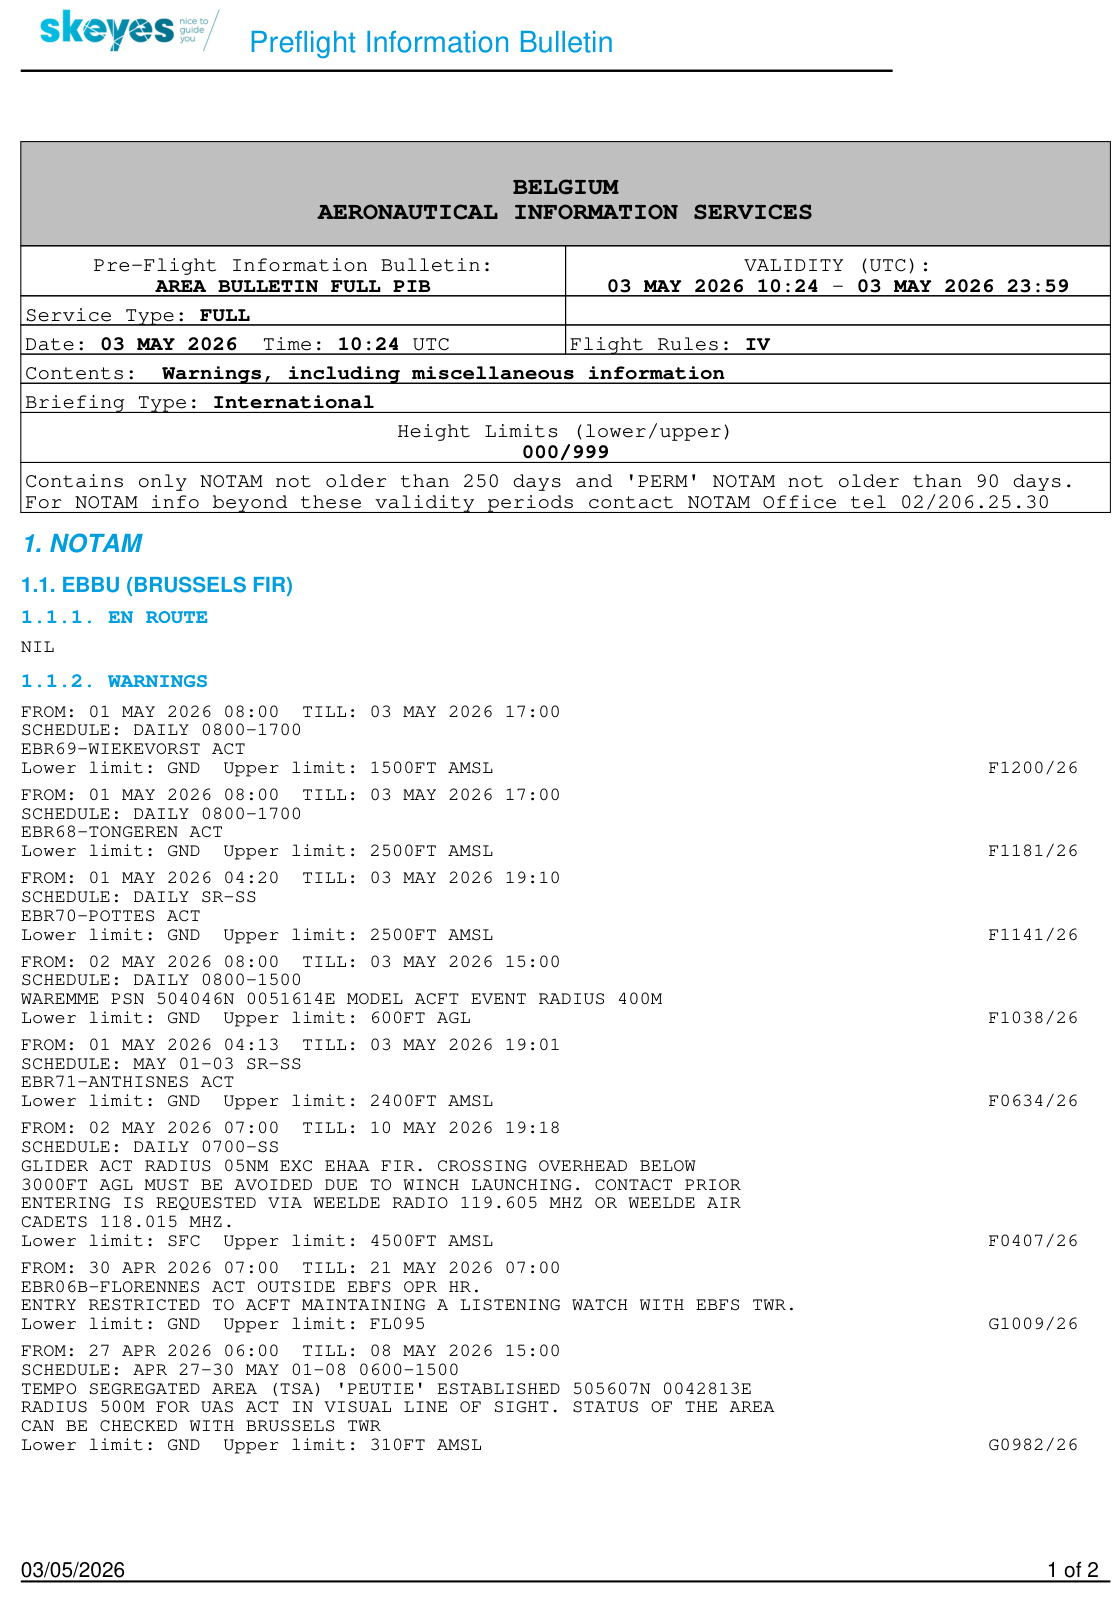 skeyes nice to guide you
Preflight Information Bulletin
BELGIUM
AERONAUTICAL INFORMATION SERVICES
Pre-Flight Information Bulletin:
AREA BULLETIN FULL PIB
VALIDITY (UTC):
03 MAY 2026 10:24 - 03 MAY 2026 23:59
Service Type: FULL
Date: 03 MAY 2026  Time: 10:24 UTC
Flight Rules: IV
Contents:  Warnings, including miscellaneous information
Briefing Type: International
Height Limits (lower/upper)
000/999
Contains only NOTAM not older than 250 days and 'PERM' NOTAM not older than 90 days.
For NOTAM info beyond these validity periods contact NOTAM Office tel 02/206.25.30
1. NOTAM
1.1. EBBU (BRUSSELS FIR)
1.1.1. EN ROUTE
NIL
1.1.2. WARNINGS
FROM: 01 MAY 2026 08:00  TILL: 03 MAY 2026 17:00
SCHEDULE: DAILY 0800-1700
EBR69-WIEKEVORST ACT
Lower limit: GND  Upper limit: 1500FT AMSL F1200/26
FROM: 01 MAY 2026 08:00  TILL: 03 MAY 2026 17:00
SCHEDULE: DAILY 0800-1700
EBR68-TONGEREN ACT
Lower limit: GND  Upper limit: 2500FT AMSL F1181/26
FROM: 01 MAY 2026 04:20  TILL: 03 MAY 2026 19:10
SCHEDULE: DAILY SR-SS
EBR70-POTTES ACT
Lower limit: GND  Upper limit: 2500FT AMSL F1141/26
FROM: 02 MAY 2026 08:00  TILL: 03 MAY 2026 15:00
SCHEDULE: DAILY 0800-1500
WAREMME PSN 504046N 0051614E MODEL ACFT EVENT RADIUS 400M
Lower limit: GND  Upper limit: 600FT AGL F1038/26
FROM: 01 MAY 2026 04:13  TILL: 03 MAY 2026 19:01
SCHEDULE: MAY 01-03 SR-SS
EBR71-ANTHISNES ACT
Lower limit: GND  Upper limit: 2400FT AMSL F0634/26
FROM: 02 MAY 2026 07:00  TILL: 10 MAY 2026 19:18
SCHEDULE: DAILY 0700-SS
GLIDER ACT RADIUS 05NM EXC EHAA FIR. CROSSING OVERHEAD BELOW
3000FT AGL MUST BE AVOIDED DUE TO WINCH LAUNCHING. CONTACT PRIOR
ENTERING IS REQUESTED VIA WEELDE RADIO 119.605 MHZ OR WEELDE AIR
CADETS 118.015 MHZ.
Lower limit: SFC  Upper limit: 4500FT AMSL F0407/26
FROM: 30 APR 2026 07:00  TILL: 21 MAY 2026 07:00
EBR06B-FLORENNES ACT OUTSIDE EBFS OPR HR.
ENTRY RESTRICTED TO ACFT MAINTAINING A LISTENING WATCH WITH EBFS TWR.
Lower limit: GND  Upper limit: FL095 G1009/26
FROM: 27 APR 2026 06:00  TILL: 08 MAY 2026 15:00
SCHEDULE: APR 27-30 MAY 01-08 0600-1500
TEMPO SEGREGATED AREA (TSA) 'PEUTIE' ESTABLISHED 505607N 0042813E
RADIUS 500M FOR UAS ACT IN VISUAL LINE OF SIGHT. STATUS OF THE AREA
CAN BE CHECKED WITH BRUSSELS TWR
Lower limit: GND  Upper limit: 310FT AMSL G0982/26
03/05/2026 1 of 2